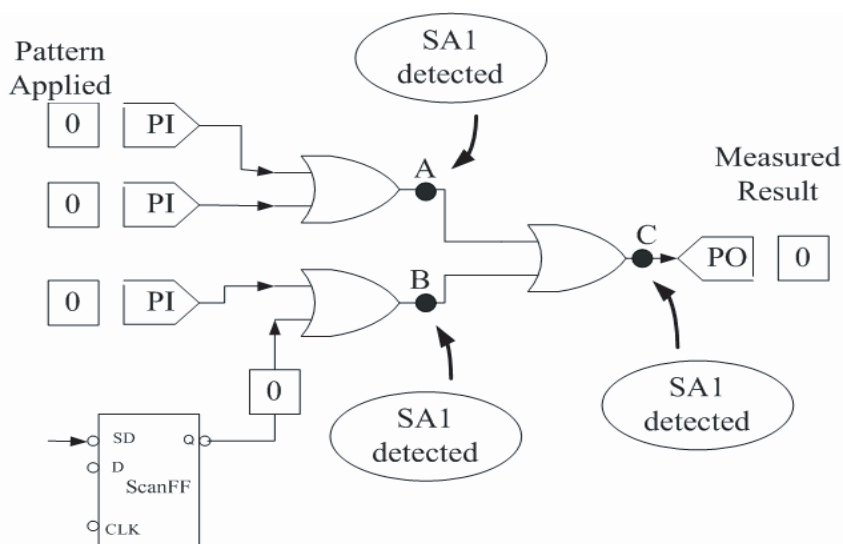 SA1
detected
Pattern
Applied
0
PI
A
Measured
Result
0
PI
C
PO
0
0
PI
B
0
SA1
detected
SA1
detected
SD
Q
D
ScanFF
CLK